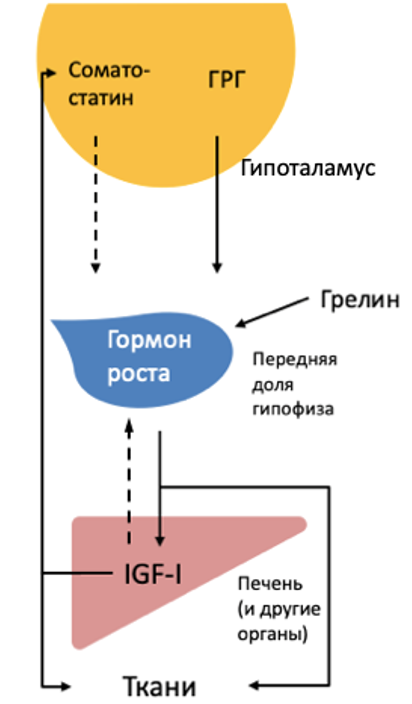 Сомато-
статин
ГРГ
Гипоталамус
Грелин
Гормон
роста
Передняя
доля
гипофиза
IGF-I
Печень
(и другие
органы)
Ткани